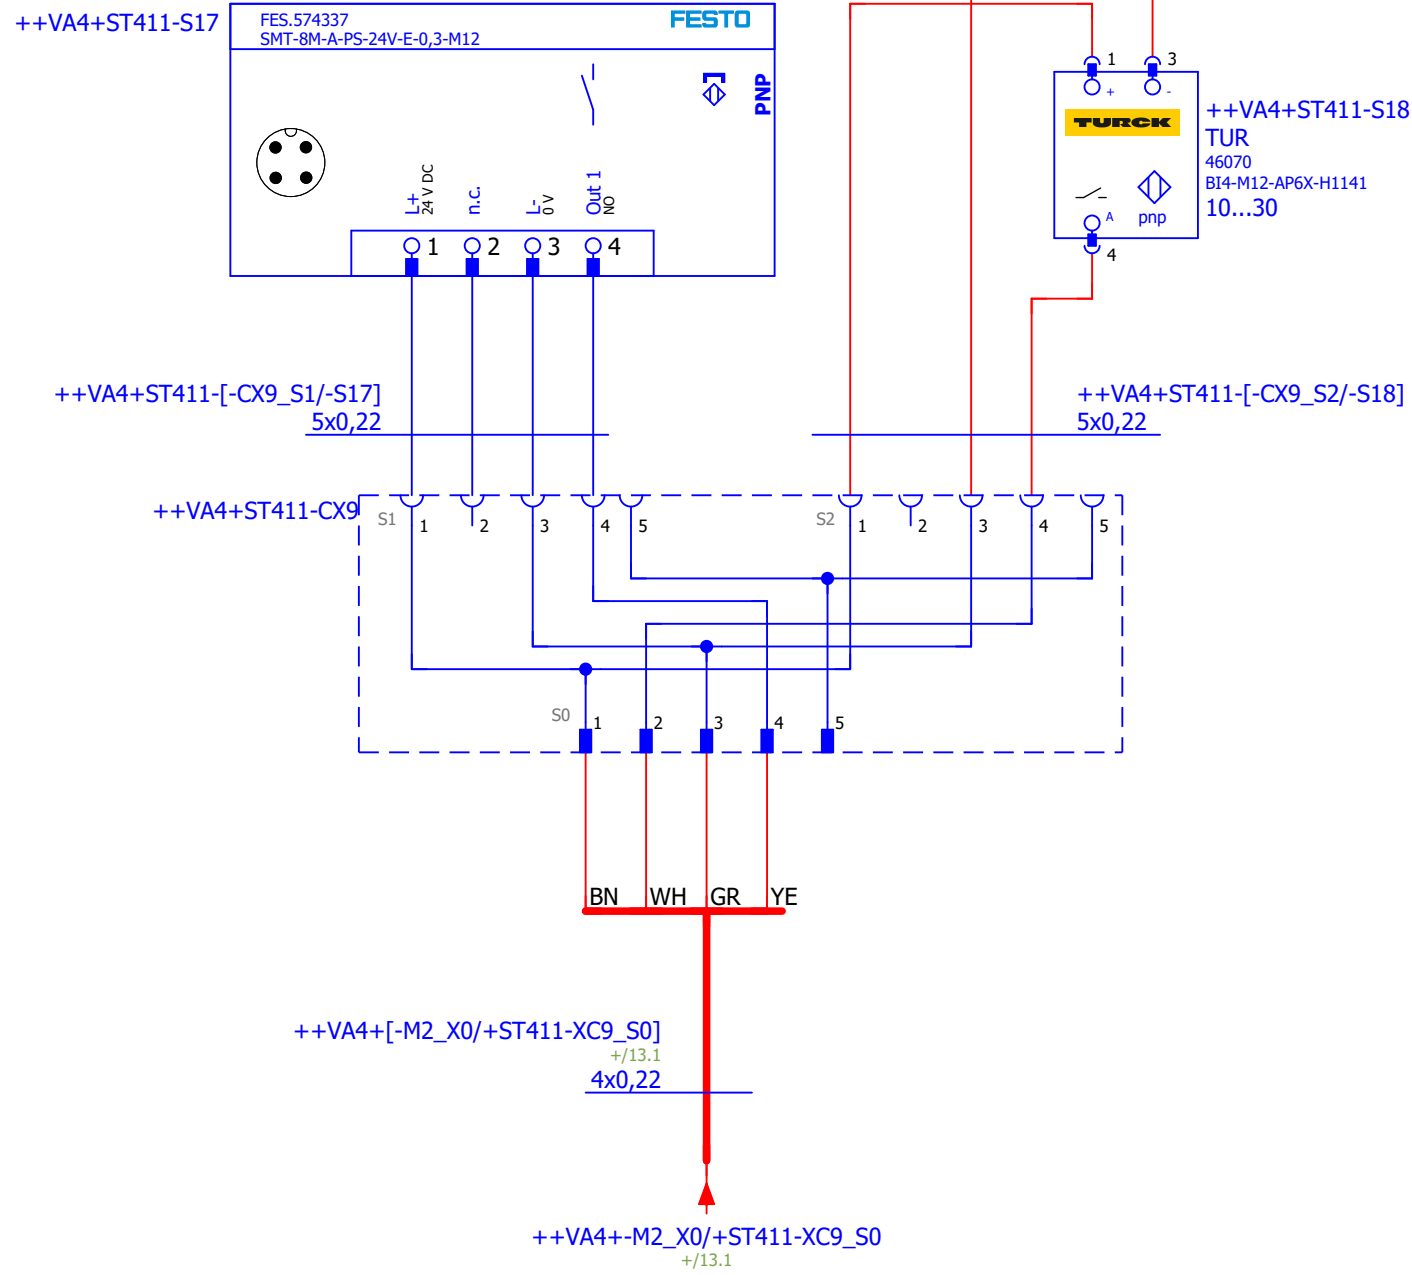 ++VA4+ST411-S17
FES.574337
SMT-8M-A-PS-24V-E-0,3-M12
FESTO
PNP
L+
24 V DC
n.c.
L-
0 V
Out 1
NO
1 2 3 4
1 3
+ -
TURCK
A
pnp
4
++VA4+ST411-S18
TUR
46070
BI4-M12-AP6X-H1141
10...30
++VA4+ST411-[-CX9_S1/-S17]
5x0,22
++VA4+ST411-[-CX9_S2/-S18]
5x0,22
++VA4+ST411-CX9
S1 1 2 3 4 5 S2 1 2 3 4 5
S0 1 2 3 4 5
BN WH GR YE
++VA4+[-M2_X0/+ST411-XC9_S0]
+/13.1
4x0,22
++VA4+-M2_X0/+ST411-XC9_S0
+/13.1